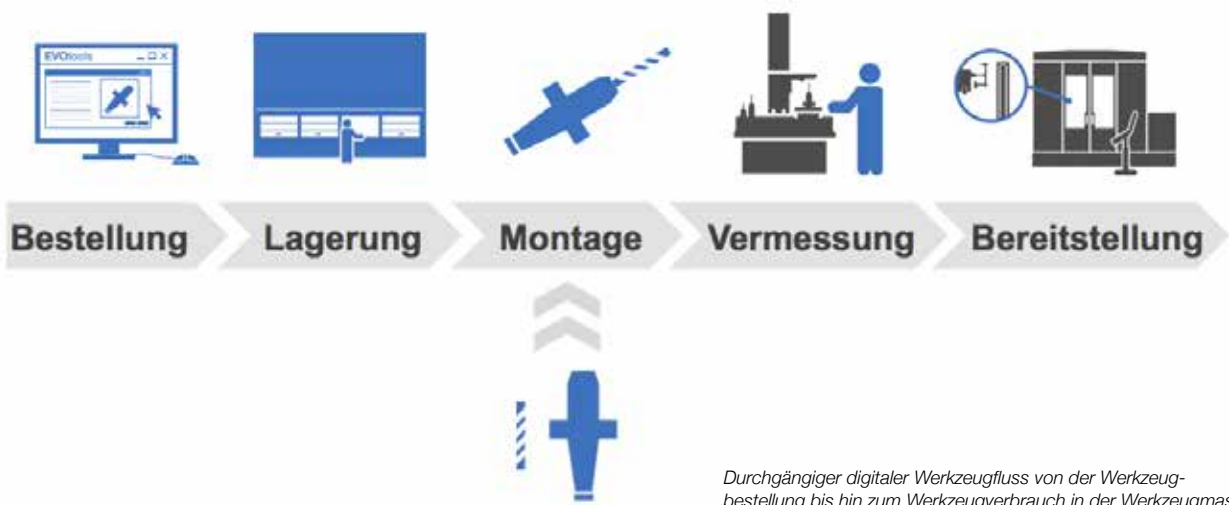 EVOtools
Bestellung
Lagerung
Montage
Vermessung
Bereitstellung
Durchgängiger digitaler Werkzeugfluss von der Werkzeug-
bestellung bis hin zum Werkzeugverbrauch in der